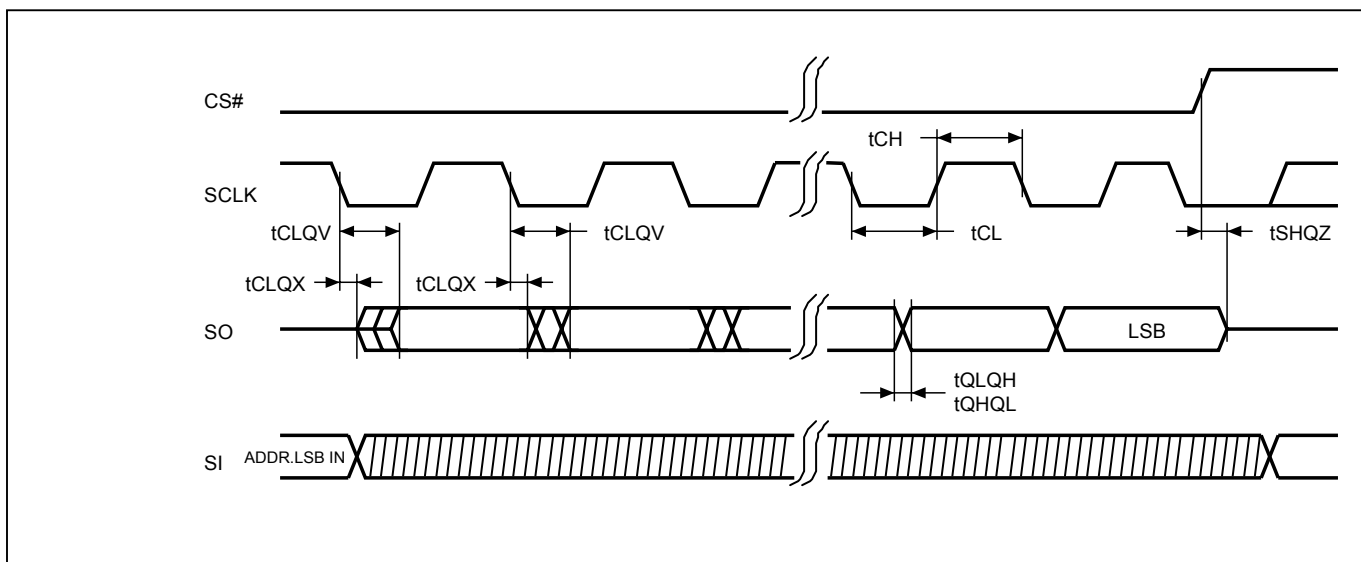 CS#
tCH
SCLK
tCLQV
tCLQV
tCL
tSHQZ
tCLQX
tCLQX
SO
LSB
tQLQH
tQHQL
SI
ADDR.LSB IN